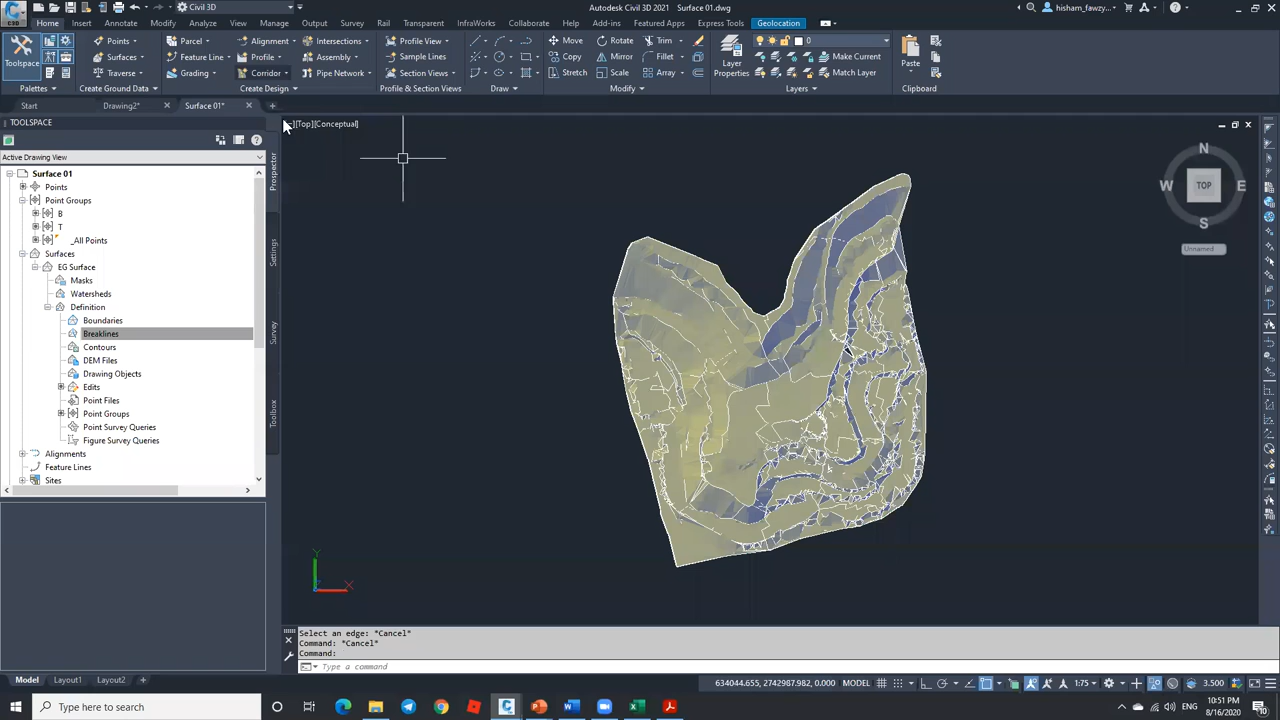 Civil 3D
Autodesk Civil 3D 2021 Surface 01.dwg
hisham_fawzy...
C3D
Home Insert Annotate Modify Analyze View Manage Output Survey Rail Transparent InfraWorks Collaborate Help Add-ins Featured Apps Express Tools Geolocation
Toolspace
Points
Surfaces
Traverse
Parcel
Feature Line
Grading
Alignment
Profile
Corridor
Intersections
Assembly
Pipe Network
Profile View
Sample Lines
Section Views
Move
Copy
Stretch
Rotate
Mirror
Scale
Trim
Fillet
Array
Layer
Properties
0
Make Current
Match Layer
Paste
Palettes Create Ground Data Create Design Profile & Section Views Draw Modify Layers Clipboard
Start Drawing2* Surface 01*
TOOLSPACE
Active Drawing View
Surface 01
Points
Point Groups
B
T
_All Points
Surfaces
EG Surface
Masks
Watersheds
Definition
Boundaries
Breaklines
Contours
DEM Files
Drawing Objects
Edits
Point Files
Point Groups
Point Survey Queries
Figure Survey Queries
Alignments
Feature Lines
Sites
Prospector
Settings
Survey
Toolbox
][Top][Conceptual]
N
W TOP E
S
Unnamed
Y
X
Select an edge: *Cancel*
Command: *Cancel*
Command:
Type a command
Model Layout1 Layout2
634044.655, 2742987.982, 0.000 MODEL
1:75
3.500
Type here to search
10:51 PM
8/16/2020